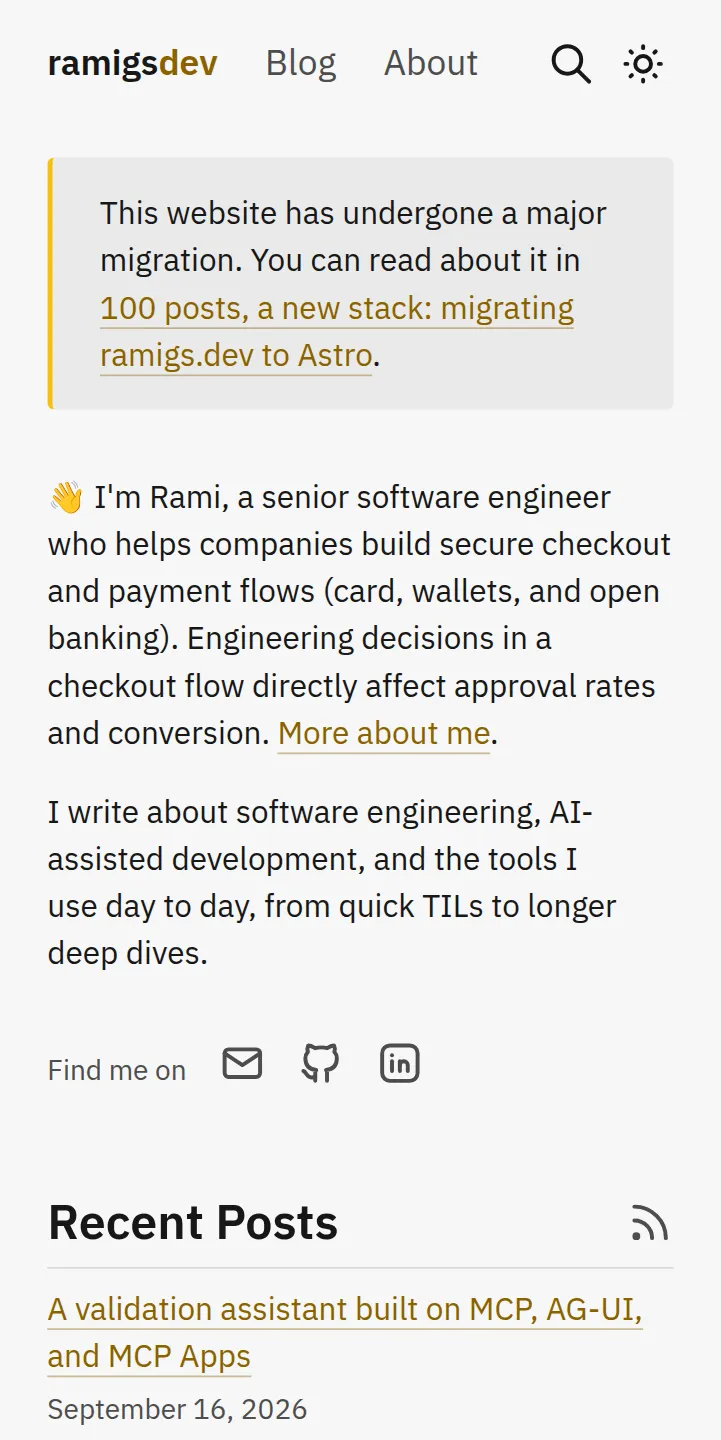 ramigsdev Blog About
This website has undergone a major
migration. You can read about it in
100 posts, a new stack: migrating
ramigs.dev to Astro.
👋 I'm Rami, a senior software engineer
who helps companies build secure checkout
and payment flows (card, wallets, and open
banking). Engineering decisions in a
checkout flow directly affect approval rates
and conversion. More about me.
I write about software engineering, AI-
assisted development, and the tools I
use day to day, from quick TILs to longer
deep dives.
Find me on
in
Recent Posts
A validation assistant built on MCP, AG-UI,
and MCP Apps
September 16, 2026